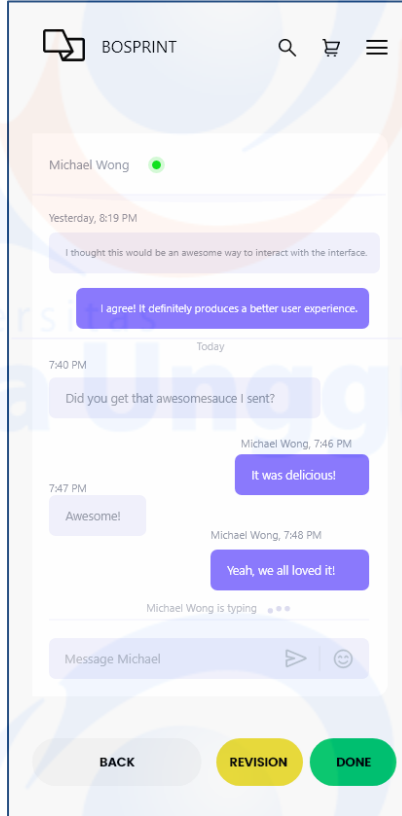 BOSPRINT
Michael Wong
Yesterday, 8:19 PM
I thought this would be an awesome way to interact with the interface.
I agree! It definitely produces a better user experience.
Today
7:40 PM
Did you get that awesomesauce I sent?
Michael Wong, 7:46 PM
It was delicious!
7:47 PM
Awesome!
Michael Wong, 7:48 PM
Yeah, we all loved it!
Michael Wong is typing
Message Michael
BACK
REVISION
DONE